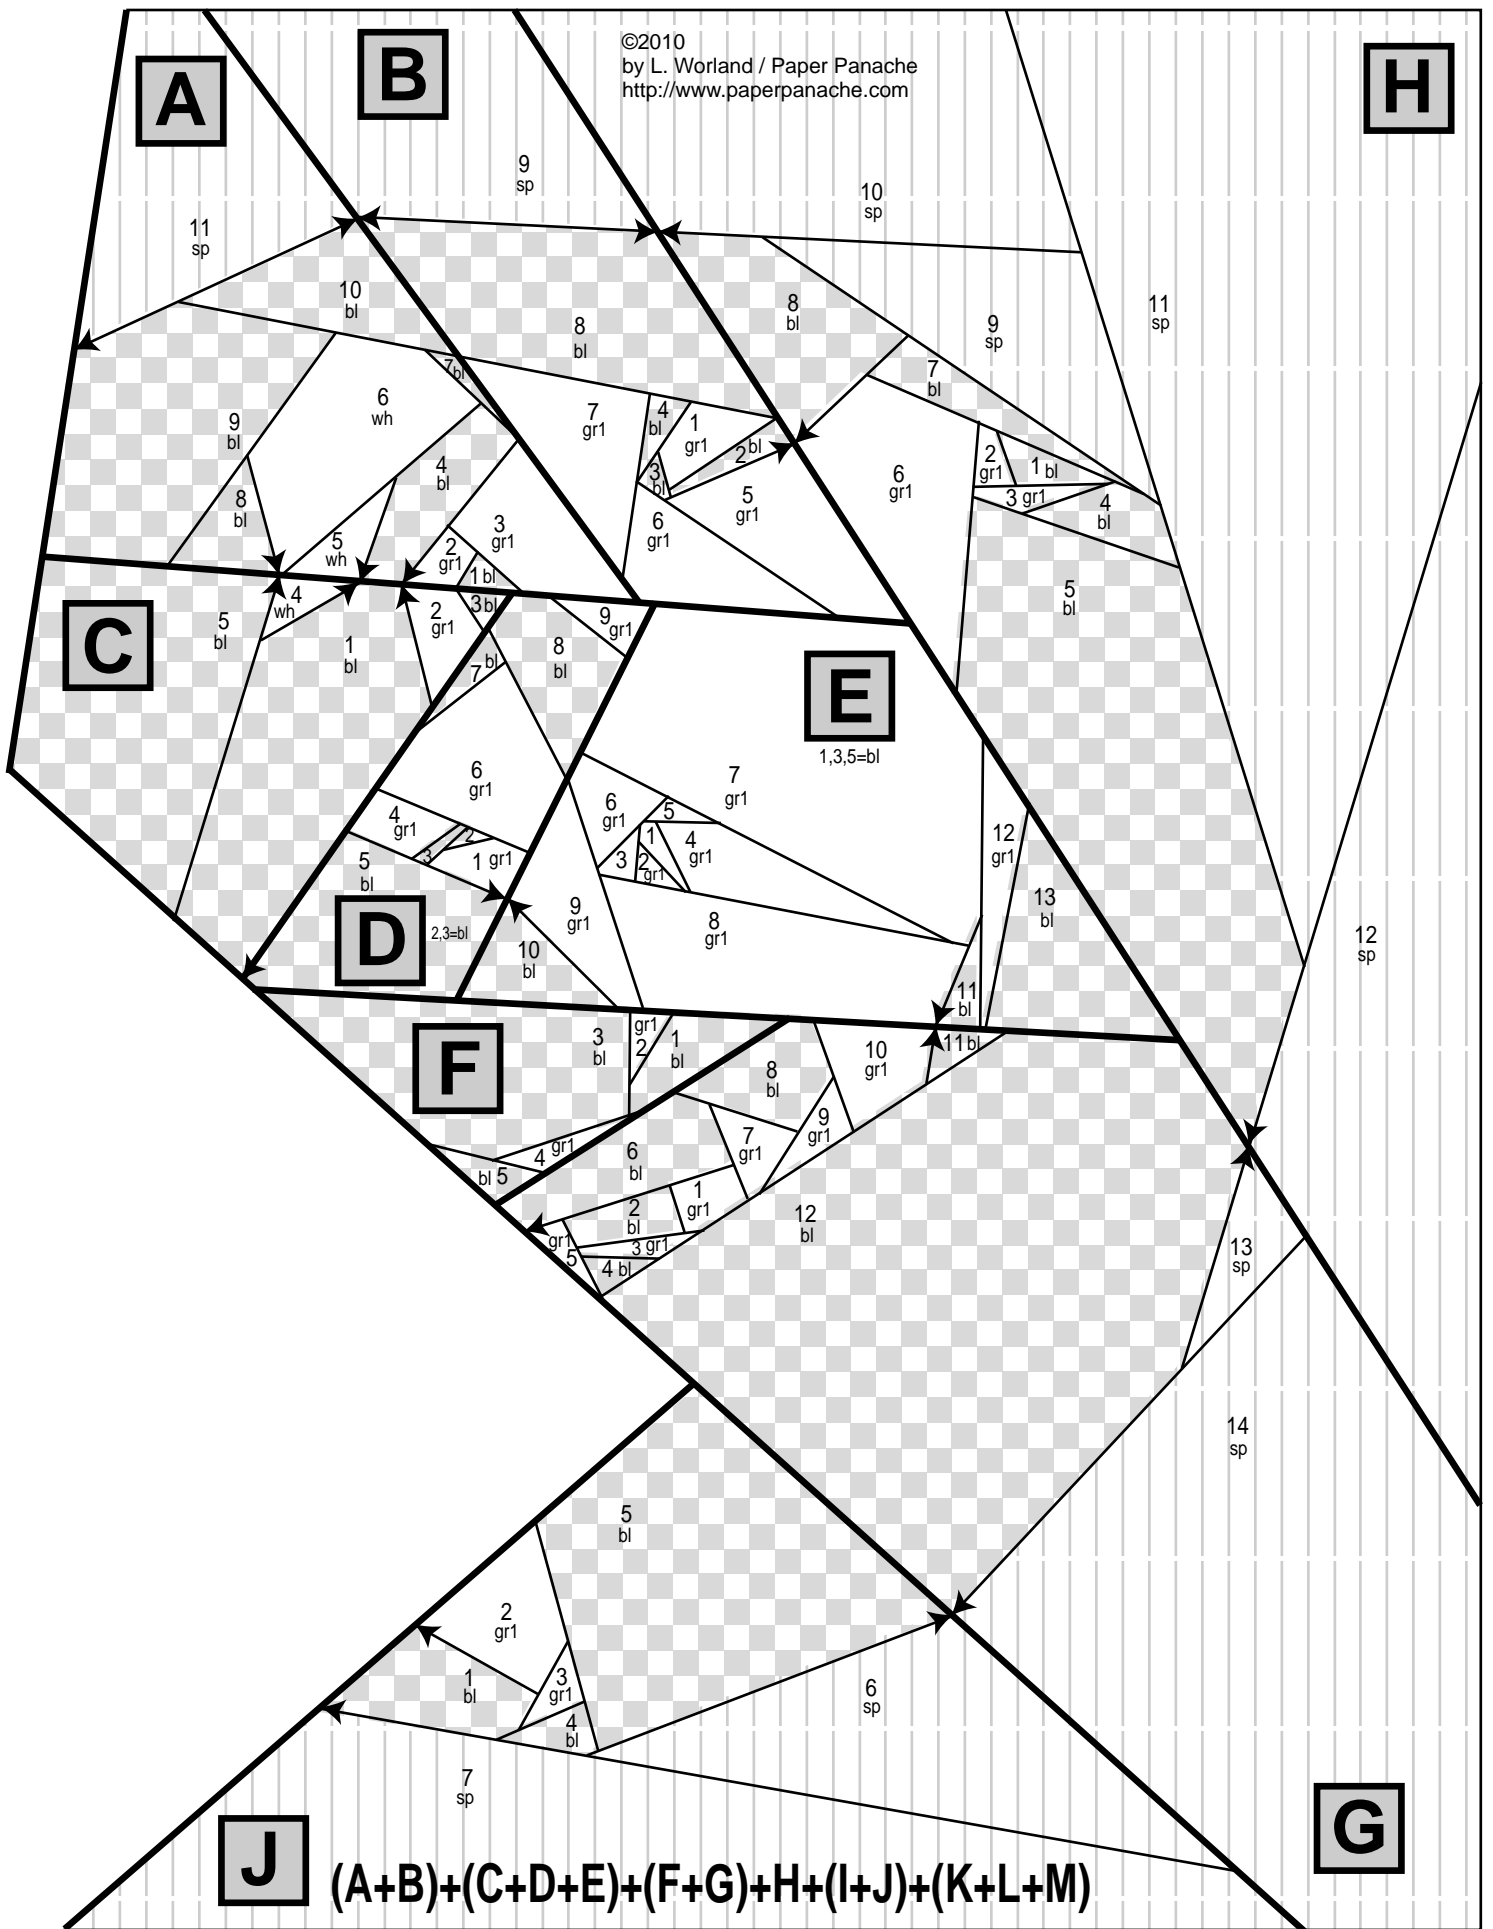 ©2010
by L. Worland / Paper Panache
http://www.paperpanache.com
A
B
H
9
sp
10
sp
11
sp
10
bl
8
bl
8
bl
9
sp
11
sp
7bl
6
wh
7
gr1
4
bl
1
gr1
2 bl
3
bl
7
bl
9
bl
4
bl
8
bl
5
wh
3
gr1
2
gr1
1 bl
6
gr1
5
gr1
6
gr1
2
gr1
1 bl
3 gr1
4
bl
5
bl
C
5
bl
4
wh
1
bl
2
gr1
3 bl
7 bl
8
bl
9
gr1
E
1,3,5=bl
6
gr1
4
gr1
2
3
1 gr1
5
bl
D
2,3=bl
7
gr1
6
gr1
5
1
4
gr1
3
2
gr1
9
gr1
8
gr1
10
bl
11
bl
12
gr1
13
bl
12
sp
F
3
bl
gr1
2
1
bl
4 gr1
bl 5
8
bl
10
gr1
11 bl
9
gr1
7
gr1
6
bl
1
gr1
2
bl
3 gr1
4 bl
gr1
5
12
bl
13
sp
14
sp
5
bl
2
gr1
1
bl
3
gr1
4
bl
6
sp
7
sp
G
J
(A+B)+(C+D+E)+(F+G)+H+(I+J)+(K+L+M)